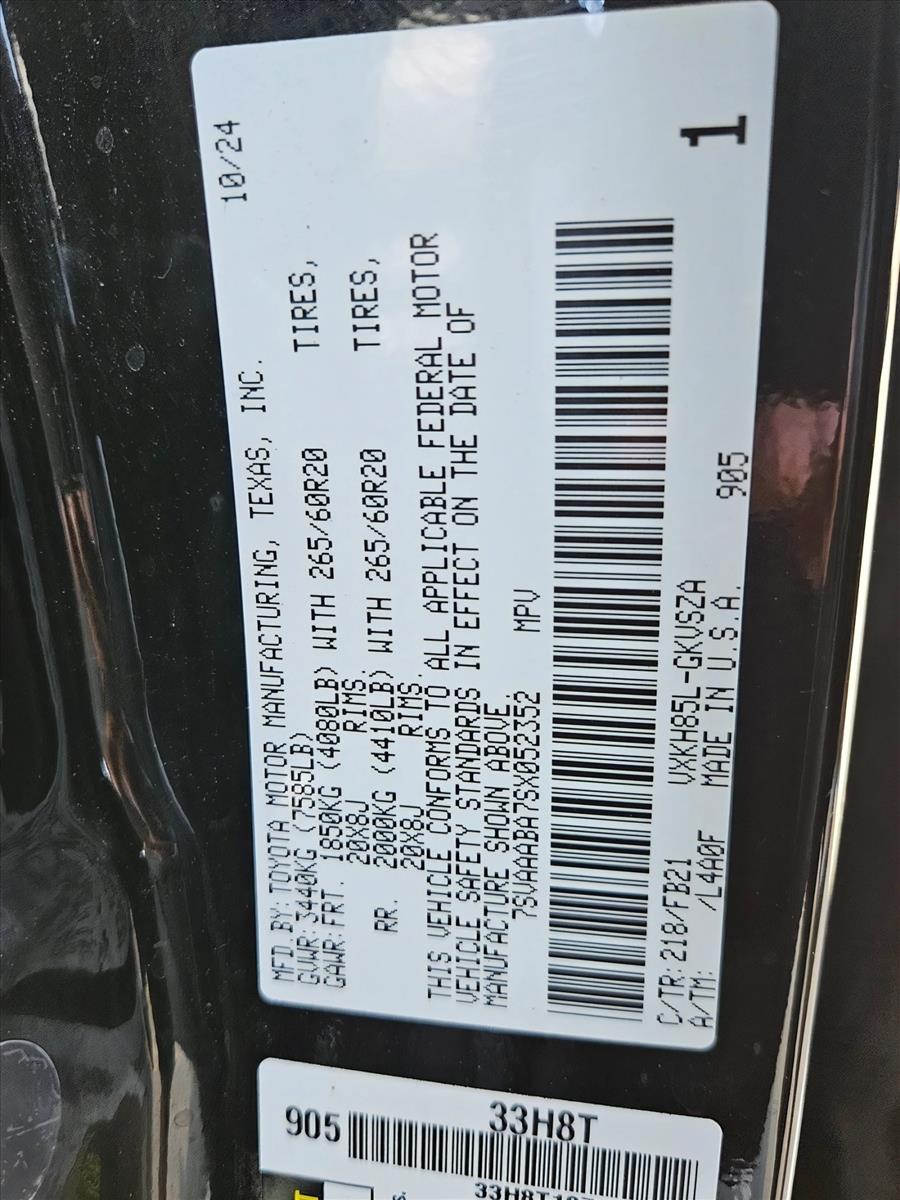 10/24
MFD BY: TOYOTA MOTOR MANUFACTURING, TEXAS, INC.
GVWR: 3440KG (7585LB)
GAWR: FRT. 1850KG (4080LB) WITH 265/60R20 TIRES,
20X8J RIMS.
RR. 2000KG (4410LB) WITH 265/60R20 TIRES,
20X8J RIMS.
THIS VEHICLE CONFORMS TO ALL APPLICABLE FEDERAL MOTOR
VEHICLE SAFETY STANDARDS IN EFFECT ON THE DATE OF
MANUFACTURE SHOWN ABOVE.
7SVAAABA7SX052352 MPV
C/TR: 218/FB21 VXKH85L-GKVSZA
A/TM: /L4A0F MADE IN U.S.A. 905
1
905
33H8T